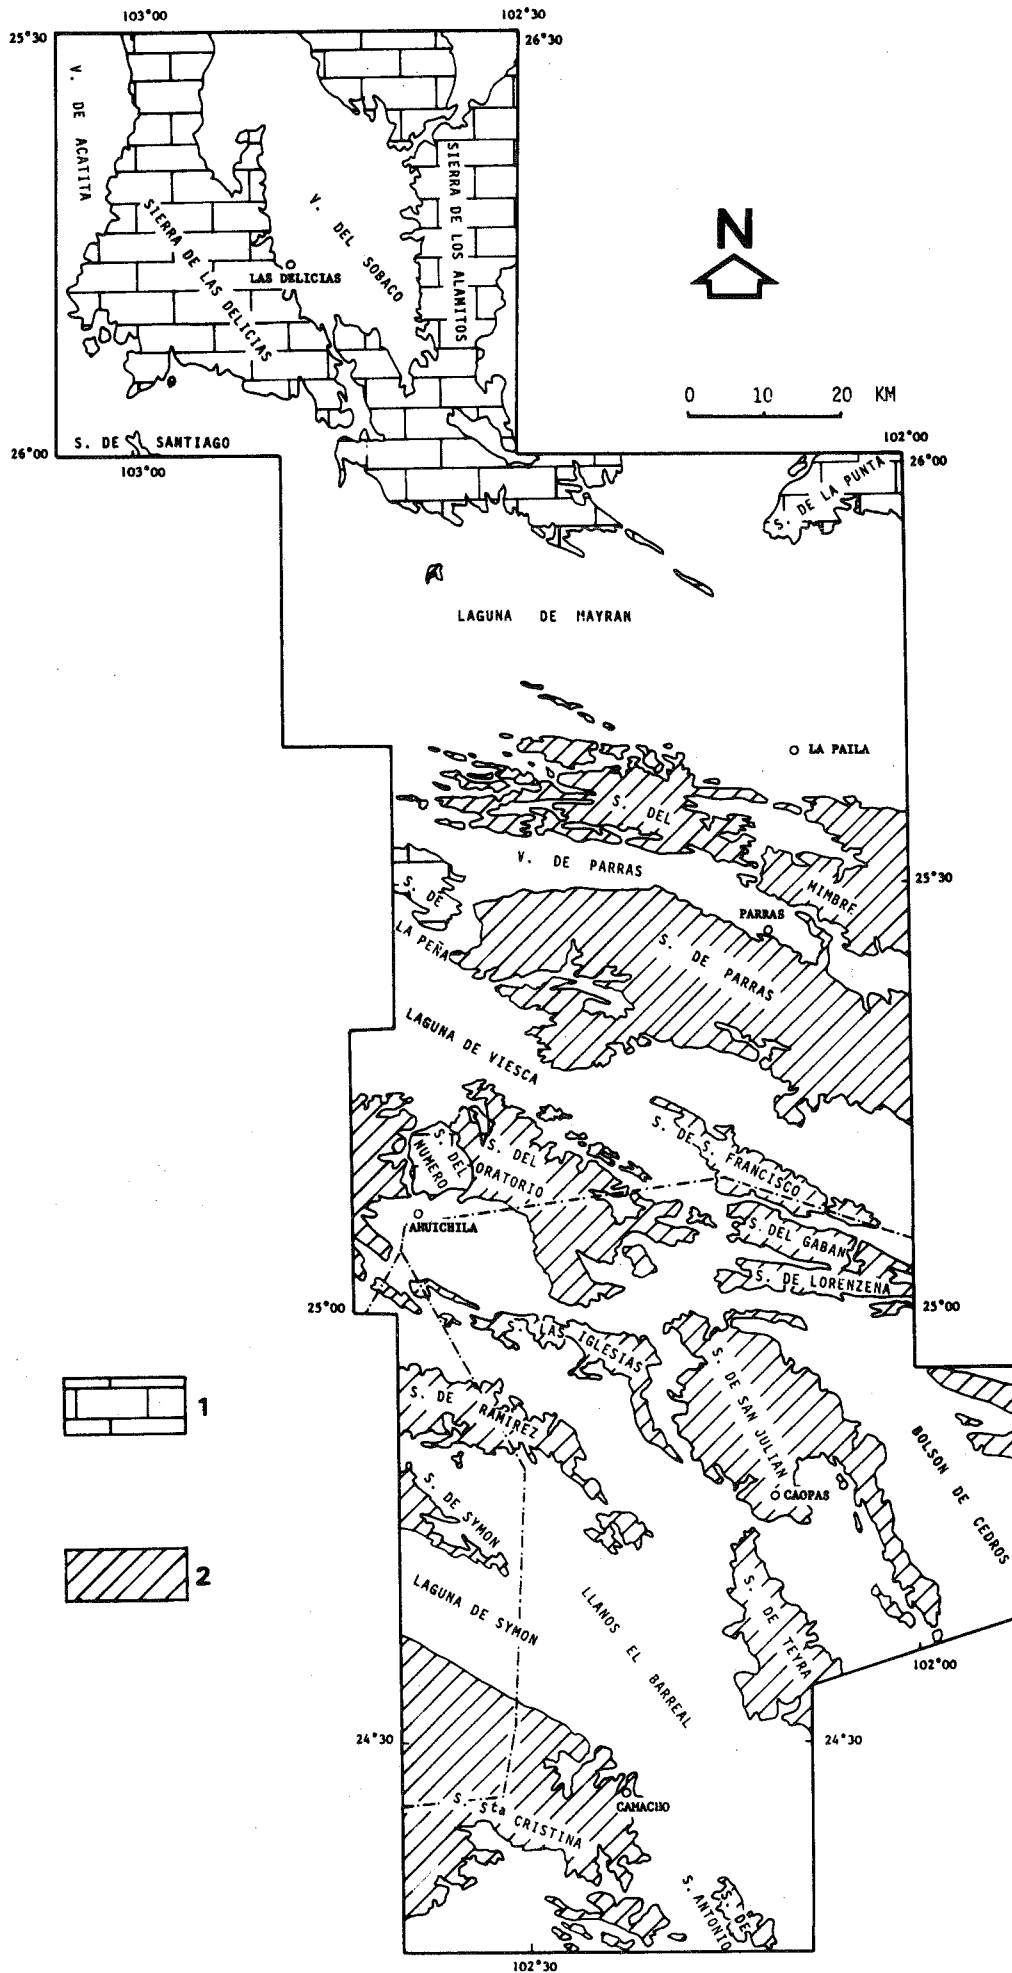 103°00
102°30
25°30
26°30
V. DE ACATITA
SIERRA DE LAS DELICIAS
LAS DELICIAS
V. DEL SOBACO
SIERRA DE LOS ALAMITOS
N
0 10 20 KM
S. DE SANTIAGO
26°00
103°00
102°00
26°00
S. DE LA PUNTA
LAGUNA DE MAYRAN
LA PAILA
S. DEL
MIMBRE
V. DE PARRAS
25°30
S. DE
LA PEÑA
PARRAS
S. DE PARRAS
LAGUNA DE VIESCA
S. DEL
NUMERO
S. DEL
ORATORIO
S. DE S. FRANCISCO
AHUICHILA
S. DEL GABAN
S. DE LORENZENA
25°00
25°00
S. LAS IGLESIAS
S. DE SAN JULIAN
S. DE RAMIREZ
1
BOLSON DE CEDROS
S. DE SYMON
CAOPAS
2
LAGUNA DE SYMON
LLANOS EL BARREAL
S. DE TEYRA
102°00
24°30
24°30
CAMACHO
S. Sta CRISTINA
S. DE
S. ANTONIO
102°30